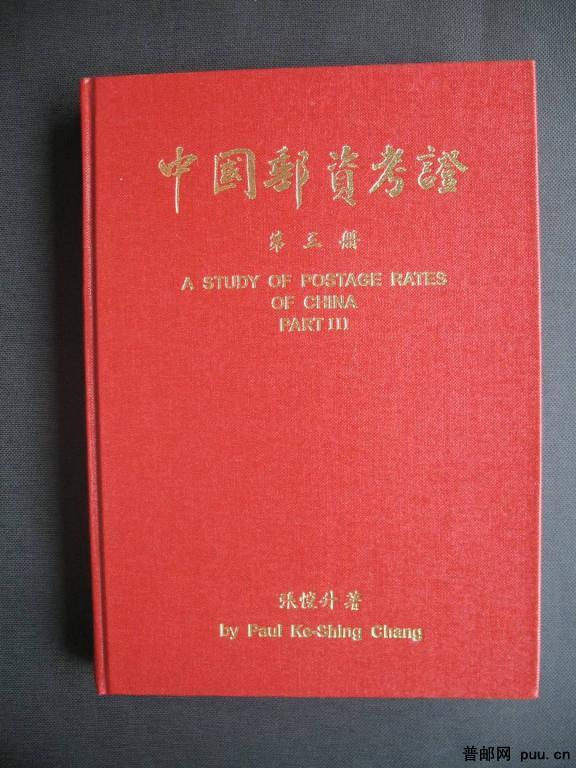 中國郵資考證
第三冊
A STUDY OF POSTAGE RATES
OF CHINA
PART III
張愷升著
by Paul Ke-Shing Chang
普邮网 puu.cn